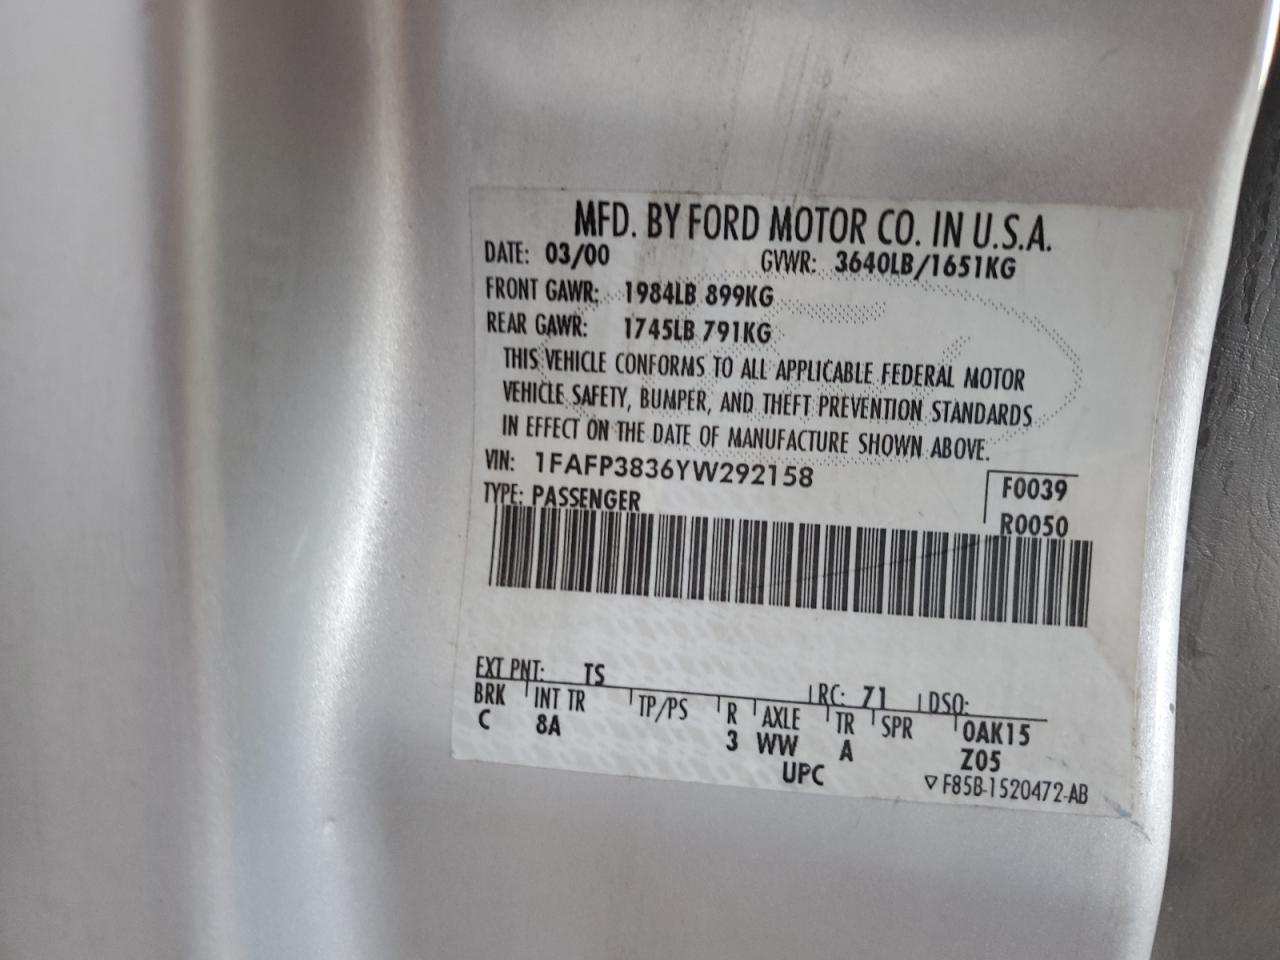 MFD. BY FORD MOTOR CO. IN U.S.A.
DATE: 03/00 GVWR: 3640LB/1651KG
FRONT GAWR: 1984LB 899KG
REAR GAWR: 1745LB 791KG
THIS VEHICLE CONFORMS TO ALL APPLICABLE FEDERAL MOTOR
VEHICLE SAFETY, BUMPER, AND THEFT PREVENTION STANDARDS
IN EFFECT ON THE DATE OF MANUFACTURE SHOWN ABOVE.
VIN: 1FAFP3836YW292158
F0039
TYPE: PASSENGER
R0050
EXT PNT: TS RC: 71 DSO:
BRK INT TR TP/PS R AXLE TR SPR 0AK15
C 8A 3 WW A Z05
UPC ▽ F85B-1520472-AB